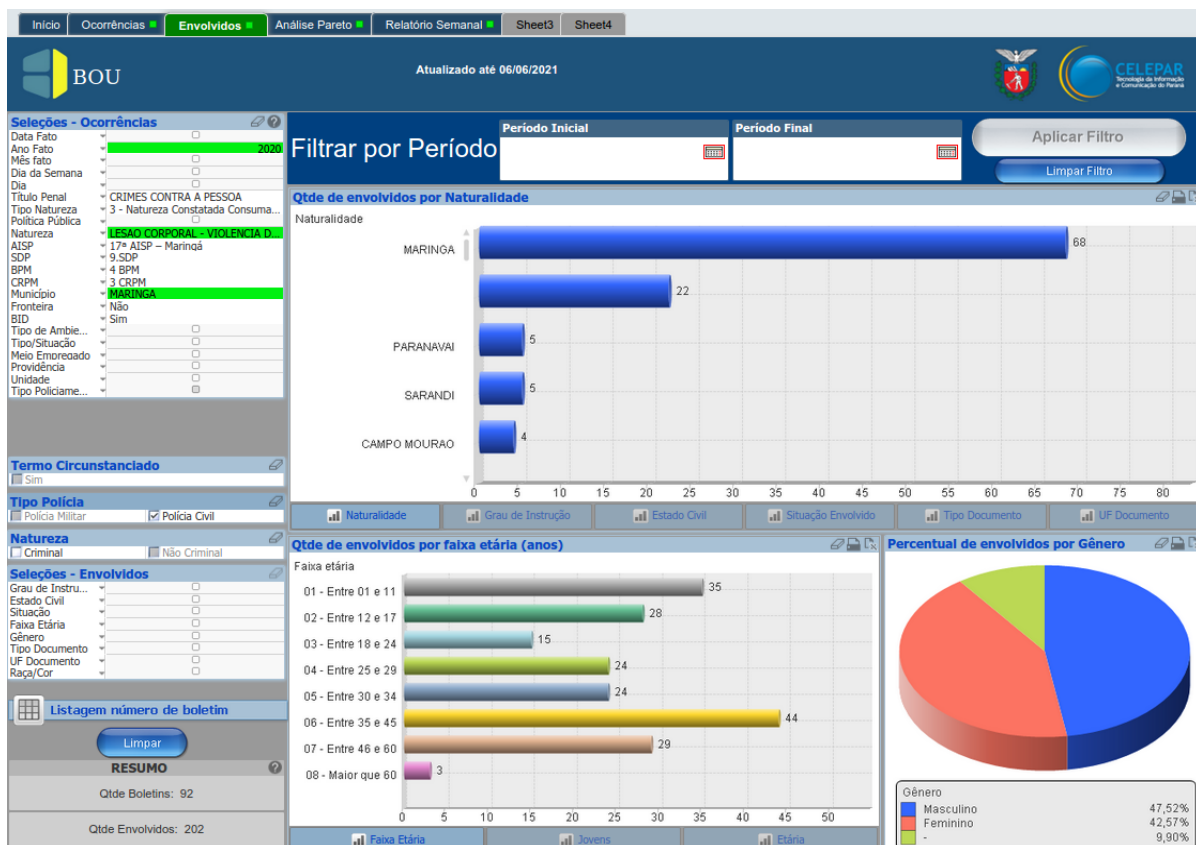 Início Ocorrências Envolvidos Análise Pareto Relatório Semanal Sheet3 Sheet4
BOU
Atualizado até 06/06/2021
CELEPAR
Tecnologia da Informação
e Comunicação do Paraná
Seleções - Ocorrências
Data Fato
Ano Fato 2020
Mês fato
Dia da Semana
Dia
Título Penal CRIMES CONTRA A PESSOA
Tipo Natureza 3 - Natureza Constatada Consuma...
Política Pública
Natureza LESAO CORPORAL - VIOLENCIA D...
AISP 17ª AISP – Maringá
SDP 9.SDP
BPM 4 BPM
CRPM 3 CRPM
Município MARINGA
Fronteira Não
BID Sim
Tipo de Ambie...
Tipo/Situação
Meio Empregado
Providência
Unidade
Tipo Policiame...
Termo Circunstanciado
Sim
Tipo Polícia
Polícia Militar Polícia Civil
Natureza
Criminal Não Criminal
Seleções - Envolvidos
Grau de Instru...
Estado Civil
Situação
Faixa Etária
Gênero
Tipo Documento
UF Documento
Raça/Cor
Listagem número de boletim
Limpar
RESUMO
Qtde Boletins: 92
Qtde Envolvidos: 202
Filtrar por Período
Período Inicial
Período Final
Aplicar Filtro
Limpar Filtro
Qtde de envolvidos por Naturalidade
Naturalidade
MARINGA 68
22
PARANAVAI 5
SARANDI 5
CAMPO MOURAO 4
0 5 10 15 20 25 30 35 40 45 50 55 60 65 70 75 80
Naturalidade Grau de Instrução Estado Civil Situação Envolvido Tipo Documento UF Documento
Qtde de envolvidos por faixa etária (anos)
Faixa etária
01 - Entre 01 e 11 35
02 - Entre 12 e 17 28
03 - Entre 18 e 24 15
04 - Entre 25 e 29 24
05 - Entre 30 e 34 24
06 - Entre 35 e 45 44
07 - Entre 46 e 60 29
08 - Maior que 60 3
0 5 10 15 20 25 30 35 40 45 50
Faixa Etária Jovens Etária
Percentual de envolvidos por Gênero
Gênero
Masculino 47,52%
Feminino 42,57%
- 9,90%